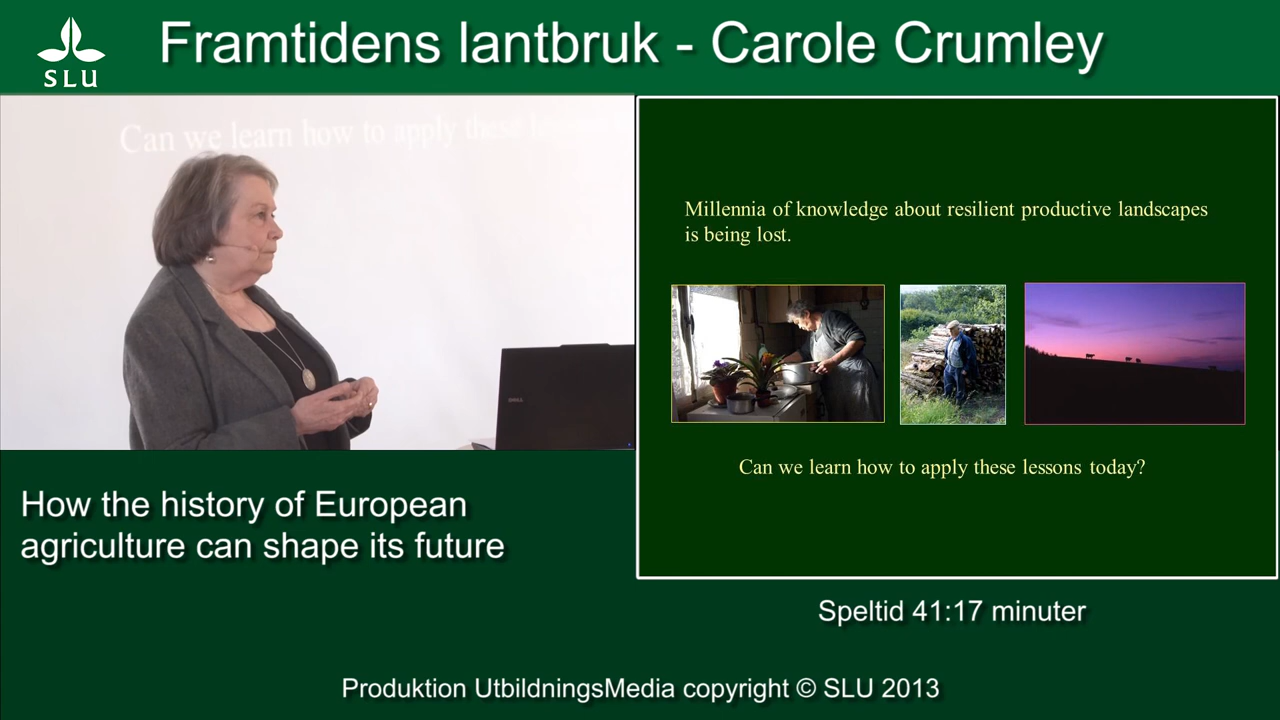 SLU
Framtidens lantbruk - Carole Crumley
Can we learn how to apply these
Millennia of knowledge about resilient productive landscapes
is being lost.
DELL
Can we learn how to apply these lessons today?
How the history of European
agriculture can shape its future
Speltid 41:17 minuter
Produktion UtbildningsMedia copyright © SLU 2013